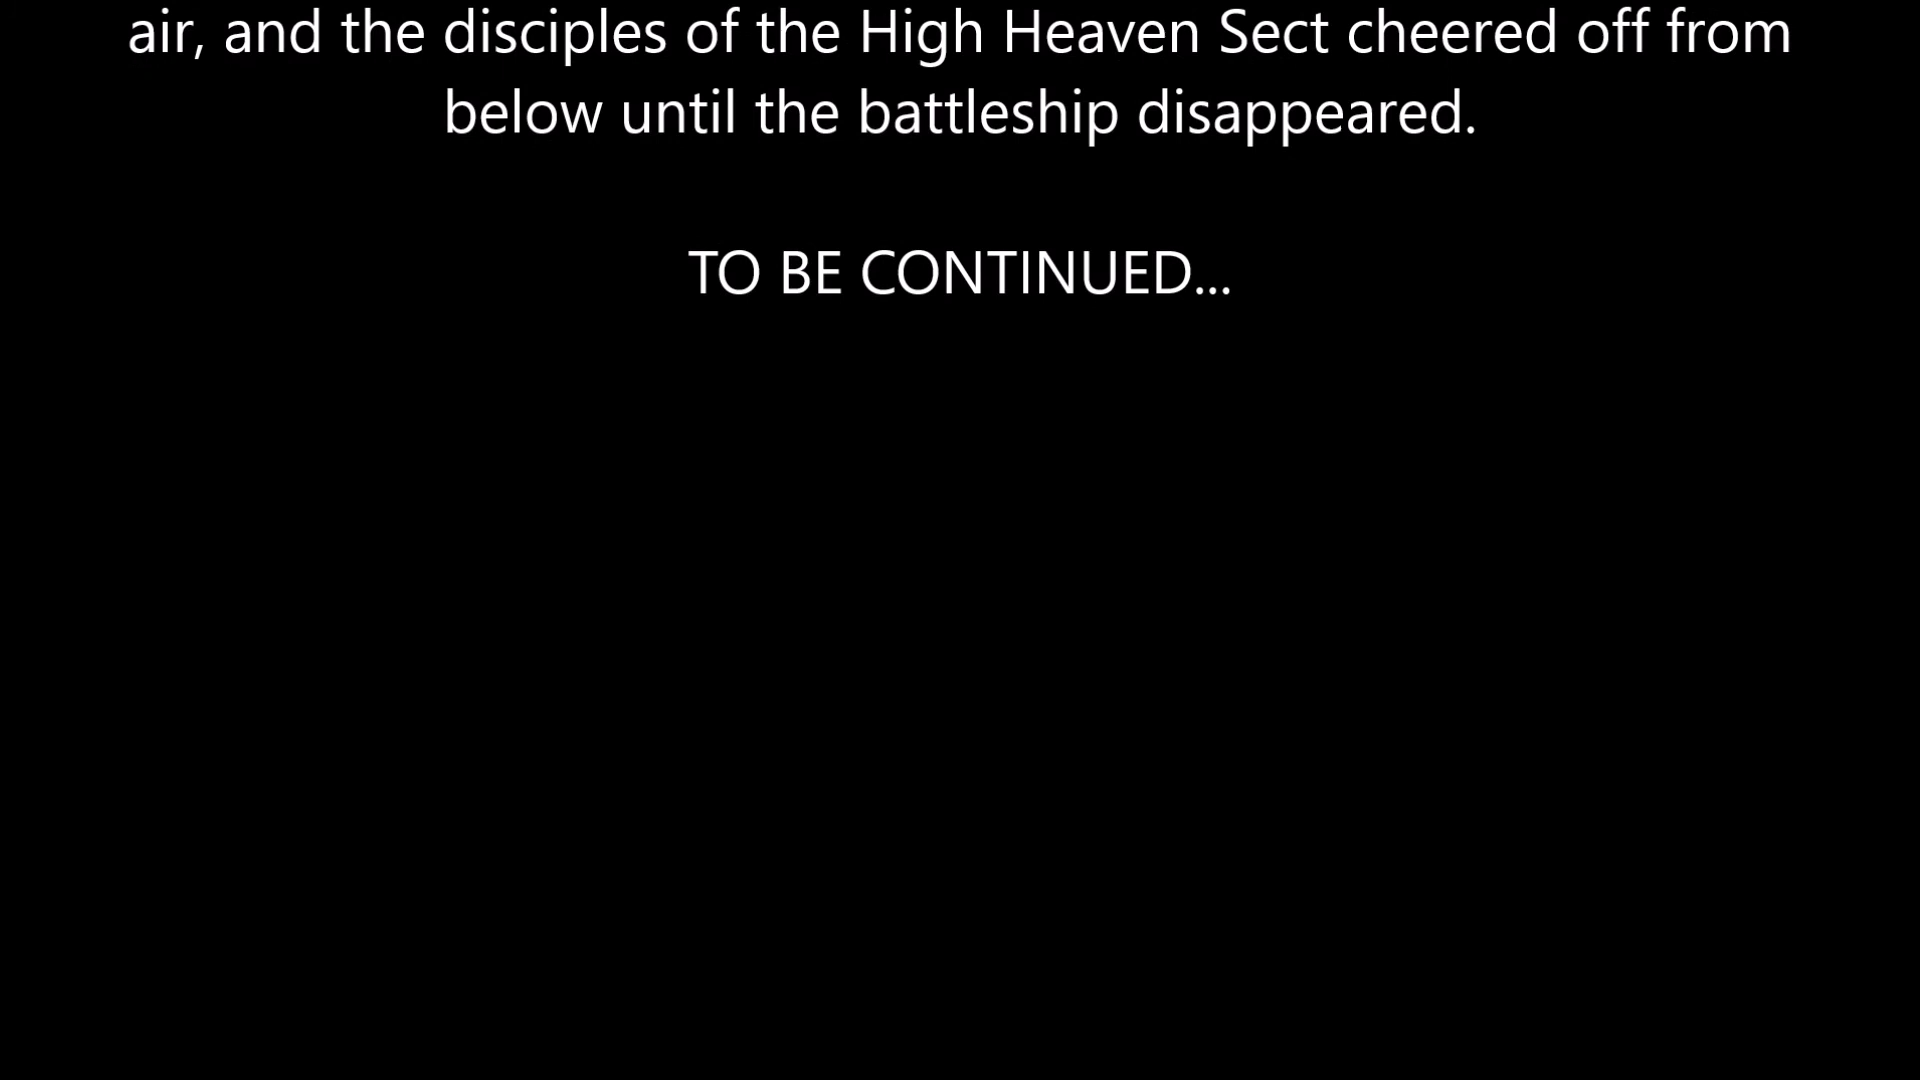 air, and the disciples of the High Heaven Sect cheered off from
below until the battleship disappeared.
TO BE CONTINUED...